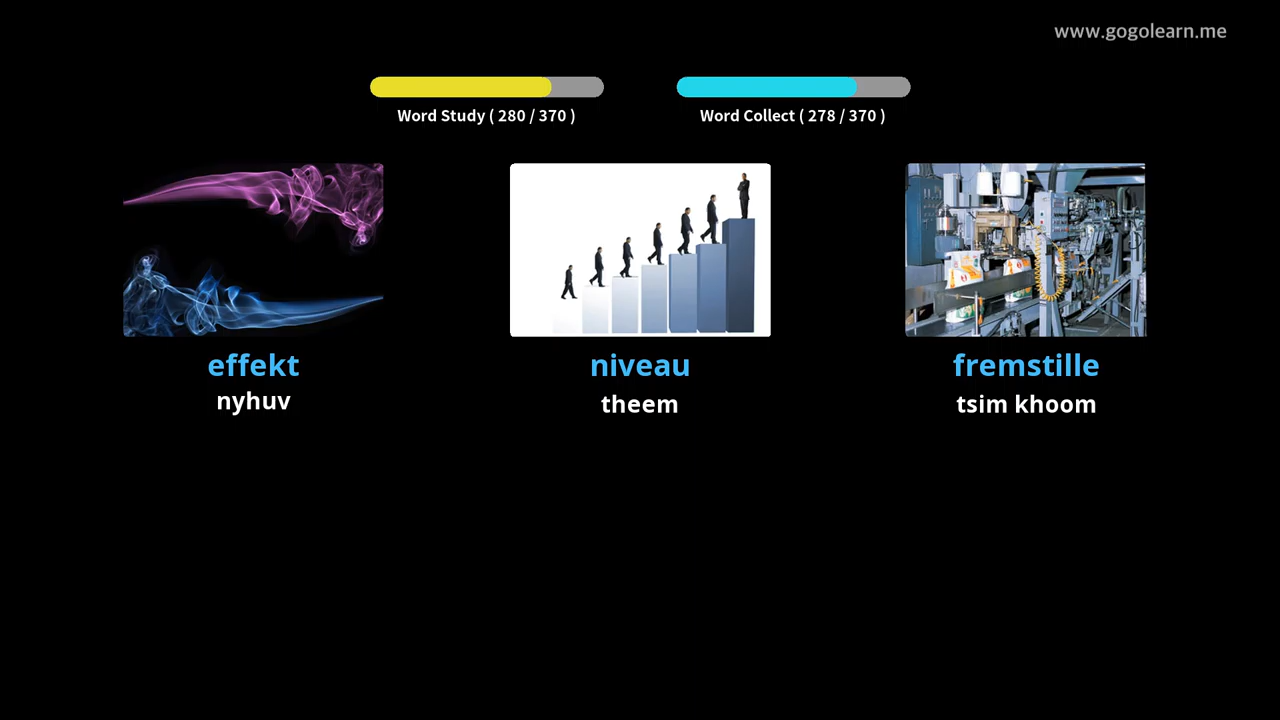 www.gogolearn.me
Word Study ( 280 / 370 )
Word Collect ( 278 / 370 )
effekt
nyhuv
niveau
theem
fremstille
tsim khoom